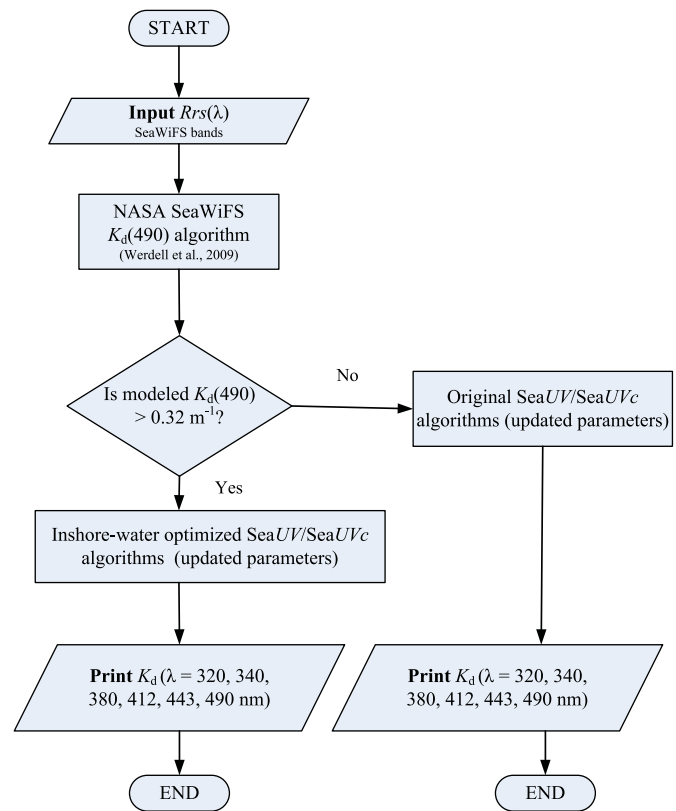 START
Input Rrs(λ)
SeaWiFS bands
NASA SeaWiFS
Kd(490) algorithm
(Werdell et al., 2009)
Is modeled Kd(490)
> 0.32 m⁻¹?
No
Original SeaUV/SeaUVc
algorithms (updated parameters)
Yes
Inshore-water optimized SeaUV/SeaUVc
algorithms (updated parameters)
Print Kd (λ = 320, 340,
380, 412, 443, 490 nm)
Print Kd (λ = 320, 340,
380, 412, 443, 490 nm)
END
END